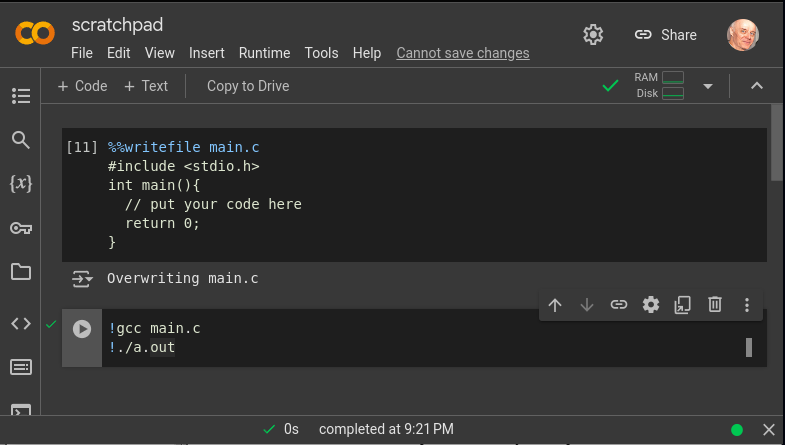 scratchpad
File Edit View Insert Runtime Tools Help Cannot save changes
Share
+ Code + Text Copy to Drive
RAM
Disk
[11] %%writefile main.c
#include <stdio.h>
int main(){
// put your code here
return 0;
}
Overwriting main.c
!gcc main.c
!./a.out
0s completed at 9:21 PM